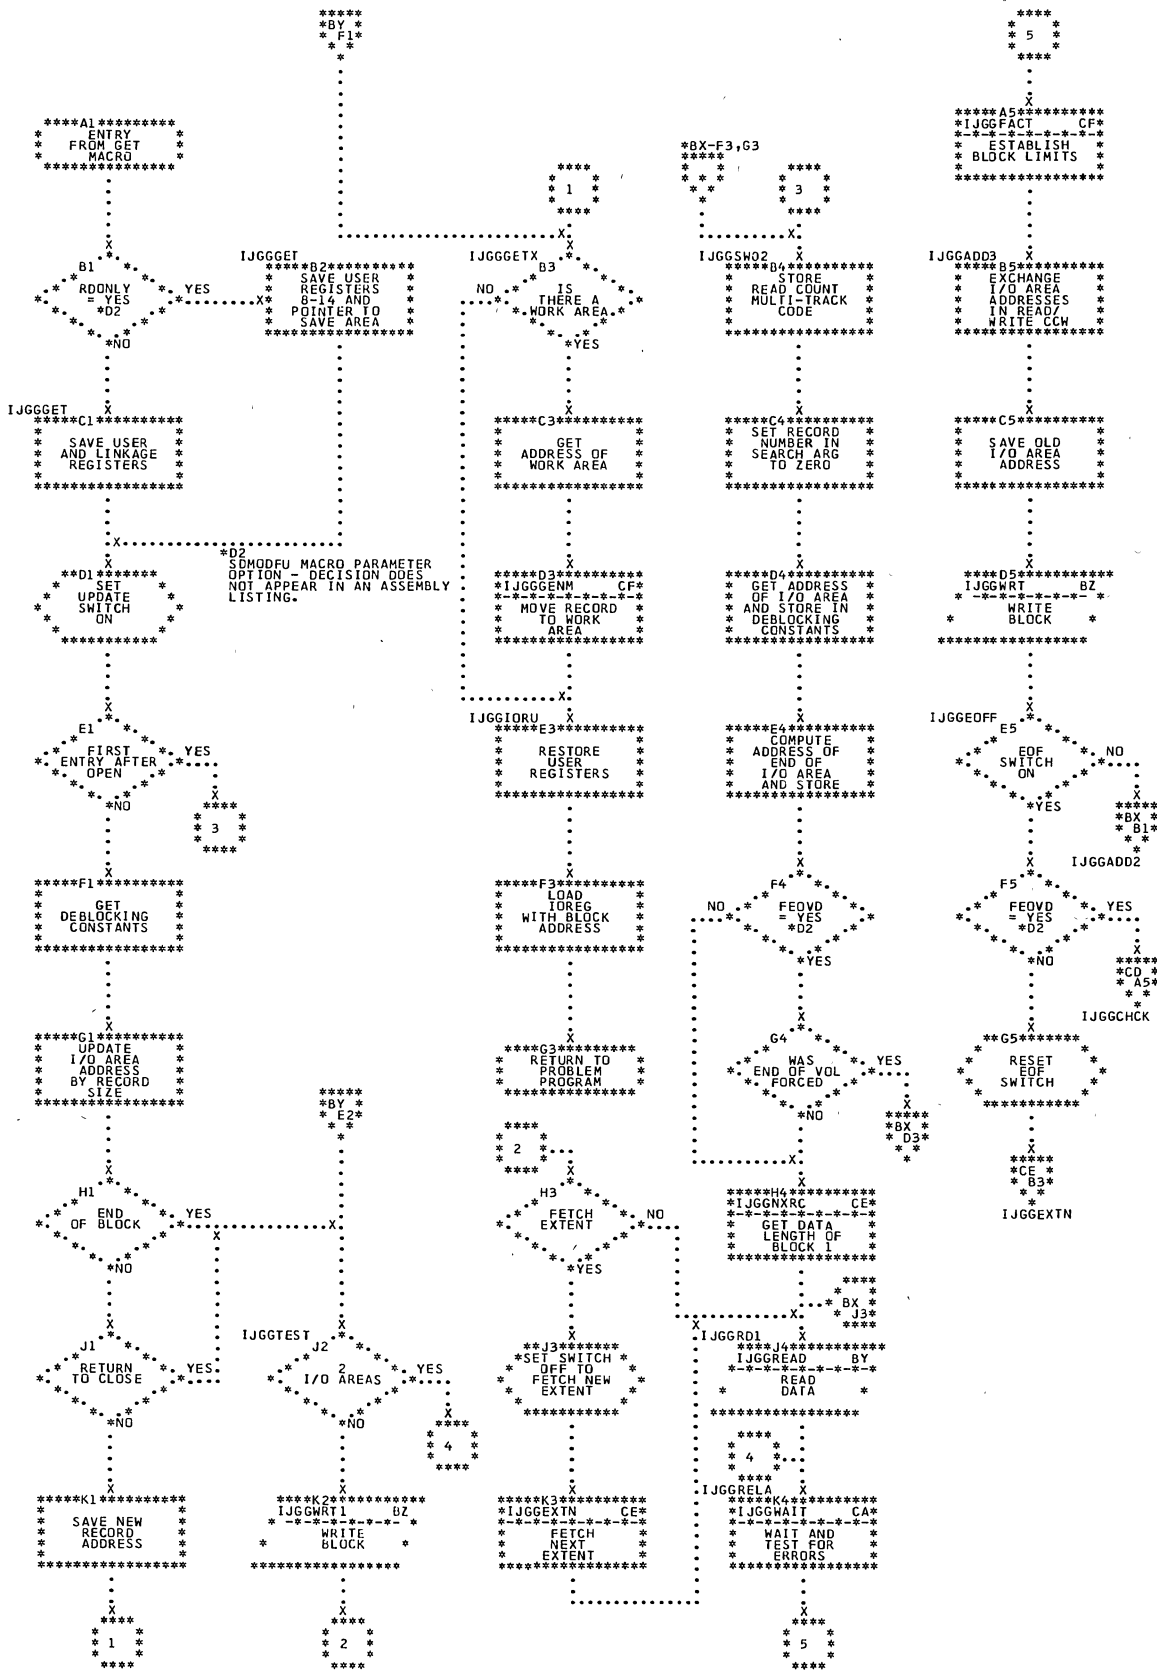 BY
F1
5
A1
ENTRY
FROM GET
MACRO
A5
IJGGFACT CF
ESTABLISH
BLOCK LIMITS
*BX-F3,G3
1
3
B1
RDONLY
= YES
*D2
YES
NO
IJGGGET
B2
SAVE USER
REGISTERS
8-14 AND
POINTER TO
SAVE AREA
IJGGGETX
B3
IS
THERE A
WORK AREA
NO
YES
IJGGSW02
B4
STORE
READ COUNT
MULTI-TRACK
CODE
IJGGADD3
B5
EXCHANGE
I/O AREA
ADDRESSES
IN READ/
WRITE CCW
IJGGGET
C1
SAVE USER
AND LINKAGE
REGISTERS
C3
GET
ADDRESS OF
WORK AREA
C4
SET RECORD
NUMBER IN
SEARCH ARG
TO ZERO
C5
SAVE OLD
I/O AREA
ADDRESS
*D2
SDMODFU MACRO PARAMETER
OPTION - DECISION DOES
NOT APPEAR IN AN ASSEMBLY
LISTING.
D1
SET
UPDATE
SWITCH
ON
D3
IJGGGENM CF
MOVE RECORD
TO WORK
AREA
D4
GET ADDRESS
OF I/O AREA
AND STORE IN
DEBLOCKING
CONSTANTS
D5
IJGGWRT BZ
WRITE
BLOCK
E1
FIRST
ENTRY AFTER
OPEN
YES
NO
3
IJGGIORU
E3
RESTORE
USER
REGISTERS
E4
COMPUTE
ADDRESS OF
END OF
I/O AREA
AND STORE
IJGGEOFF
E5
EOF
SWITCH
ON
NO
YES
BX
B1
IJGGADD2
F1
GET
DEBLOCKING
CONSTANTS
F3
LOAD
IOREG
WITH BLOCK
ADDRESS
F4
FEOVD
= YES
*D2
NO
YES
F5
FEOVD
= YES
*D2
YES
NO
CD
A5
IJGGCHCK
G1
UPDATE
I/O AREA
ADDRESS
BY RECORD
SIZE
G3
RETURN TO
PROBLEM
PROGRAM
G4
WAS
END OF VOL
FORCED
YES
NO
BX
D3
G5
RESET
EOF
SWITCH
CE
B3
IJGGEXTN
BY
E2
2
H1
END
OF BLOCK
YES
NO
H3
FETCH
EXTENT
NO
YES
H4
IJGGNXRC CE
GET DATA
LENGTH OF
BLOCK 1
BX
J3
J1
RETURN
TO CLOSE
YES
NO
IJGGTEST
J2
2
I/O AREAS
YES
NO
4
J3
SET SWITCH
OFF TO
FETCH NEW
EXTENT
IJGGRD1
J4
IJGGREAD BY
READ
DATA
4
K1
SAVE NEW
RECORD
ADDRESS
K2
IJGGWRT1 BZ
WRITE
BLOCK
K3
IJGGEXTN CE
FETCH
NEXT
EXTENT
IJGGRELA
K4
IJGGWAIT CA
WAIT AND
TEST FOR
ERRORS
1
2
5